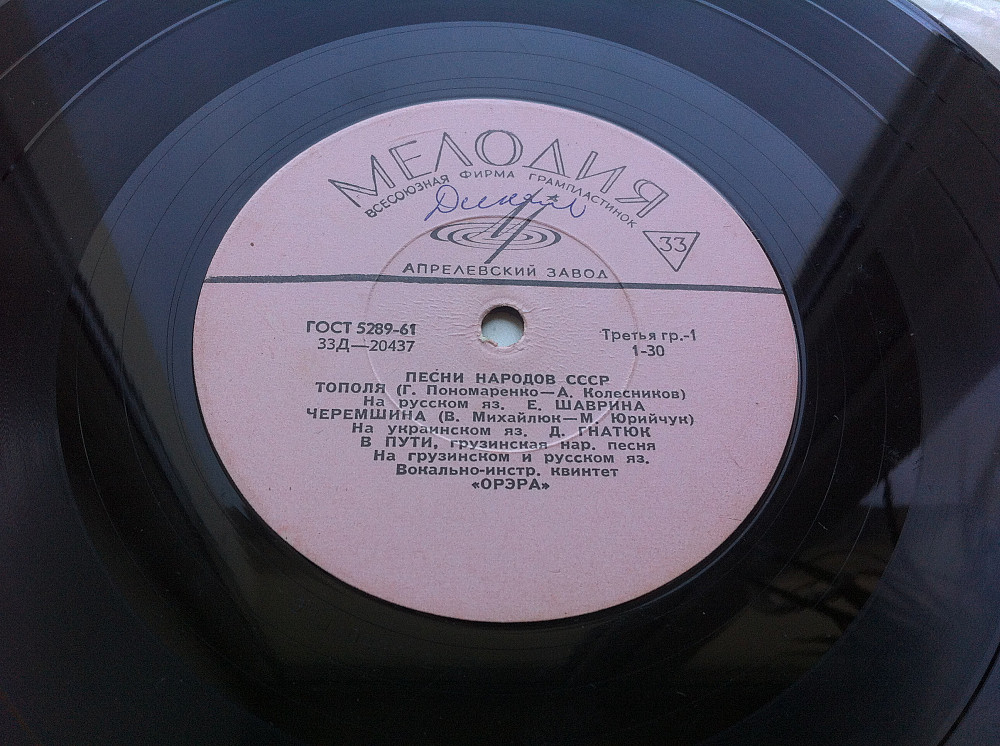 МЕЛОДИЯ
ВСЕСОЮЗНАЯ ФИРМА ГРАМПЛАСТИНОК
33
АПРЕЛЕВСКИЙ ЗАВОД
ГОСТ 5289-61
33Д—20437
Третья гр.-1
1-30
ПЕСНИ НАРОДОВ СССР
ТОПОЛЯ (Г. Пономаренко—А. Колесников)
На русском яз. Е. ШАВРИНА
ЧЕРЕМШИНА (В. Михайлюк—М. Юрийчук)
На украинском яз. Д. ГНАТЮК
В ПУТИ, грузинская нар. песня
На грузинском и русском яз.
Вокально-инстр. квинтет
«ОРЭРА»